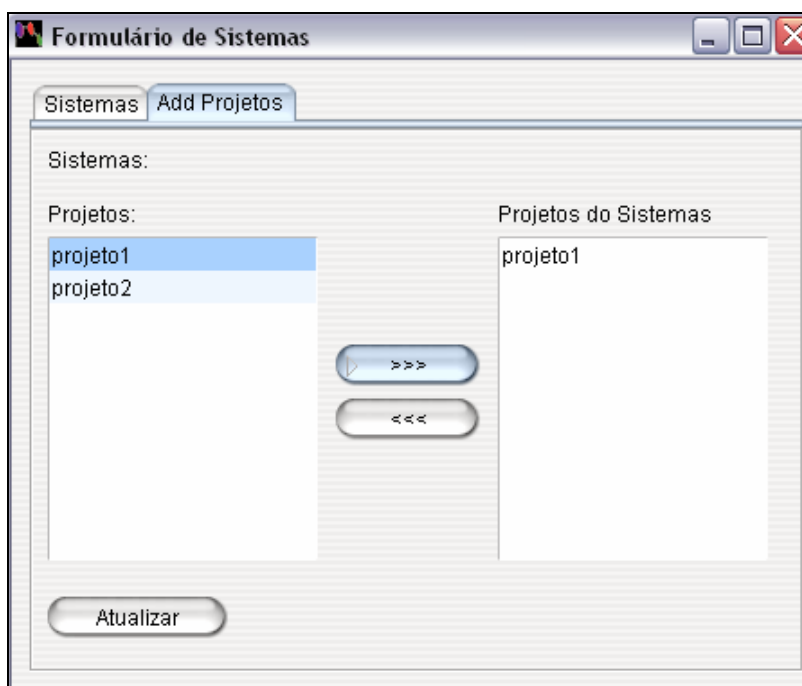 Formulário de Sistemas
Sistemas Add Projetos
Sistemas:
Projetos: Projetos do Sistemas
projeto1 projeto1
projeto2
>>>
<<<
Atualizar